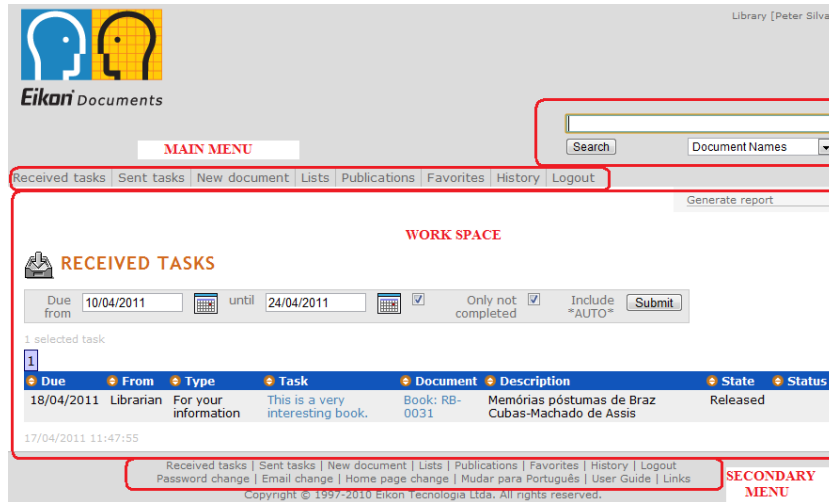 Library [Peter Silva
Eikon Documents
MAIN MENU
Search
Document Names
Received tasks | Sent tasks | New document | Lists | Publications | Favorites | History | Logout
Generate report
WORK SPACE
RECEIVED TASKS
Due from 10/04/2011 until 24/04/2011 Only not completed Include *AUTO* Submit
1 selected task
1
Due From Type Task Document Description State Status
18/04/2011 Librarian For your information This is a very interesting book. Book: RB-0031 Memórias póstumas de Braz Cubas-Machado de Assis Released
17/04/2011 11:47:55
Received tasks | Sent tasks | New document | Lists | Publications | Favorites | History | Logout
Password change | Email change | Home page change | Mudar para Português | User Guide | Links
SECONDARY MENU
Copyright © 1997-2010 Eikon Tecnologia Ltda. All rights reserved.